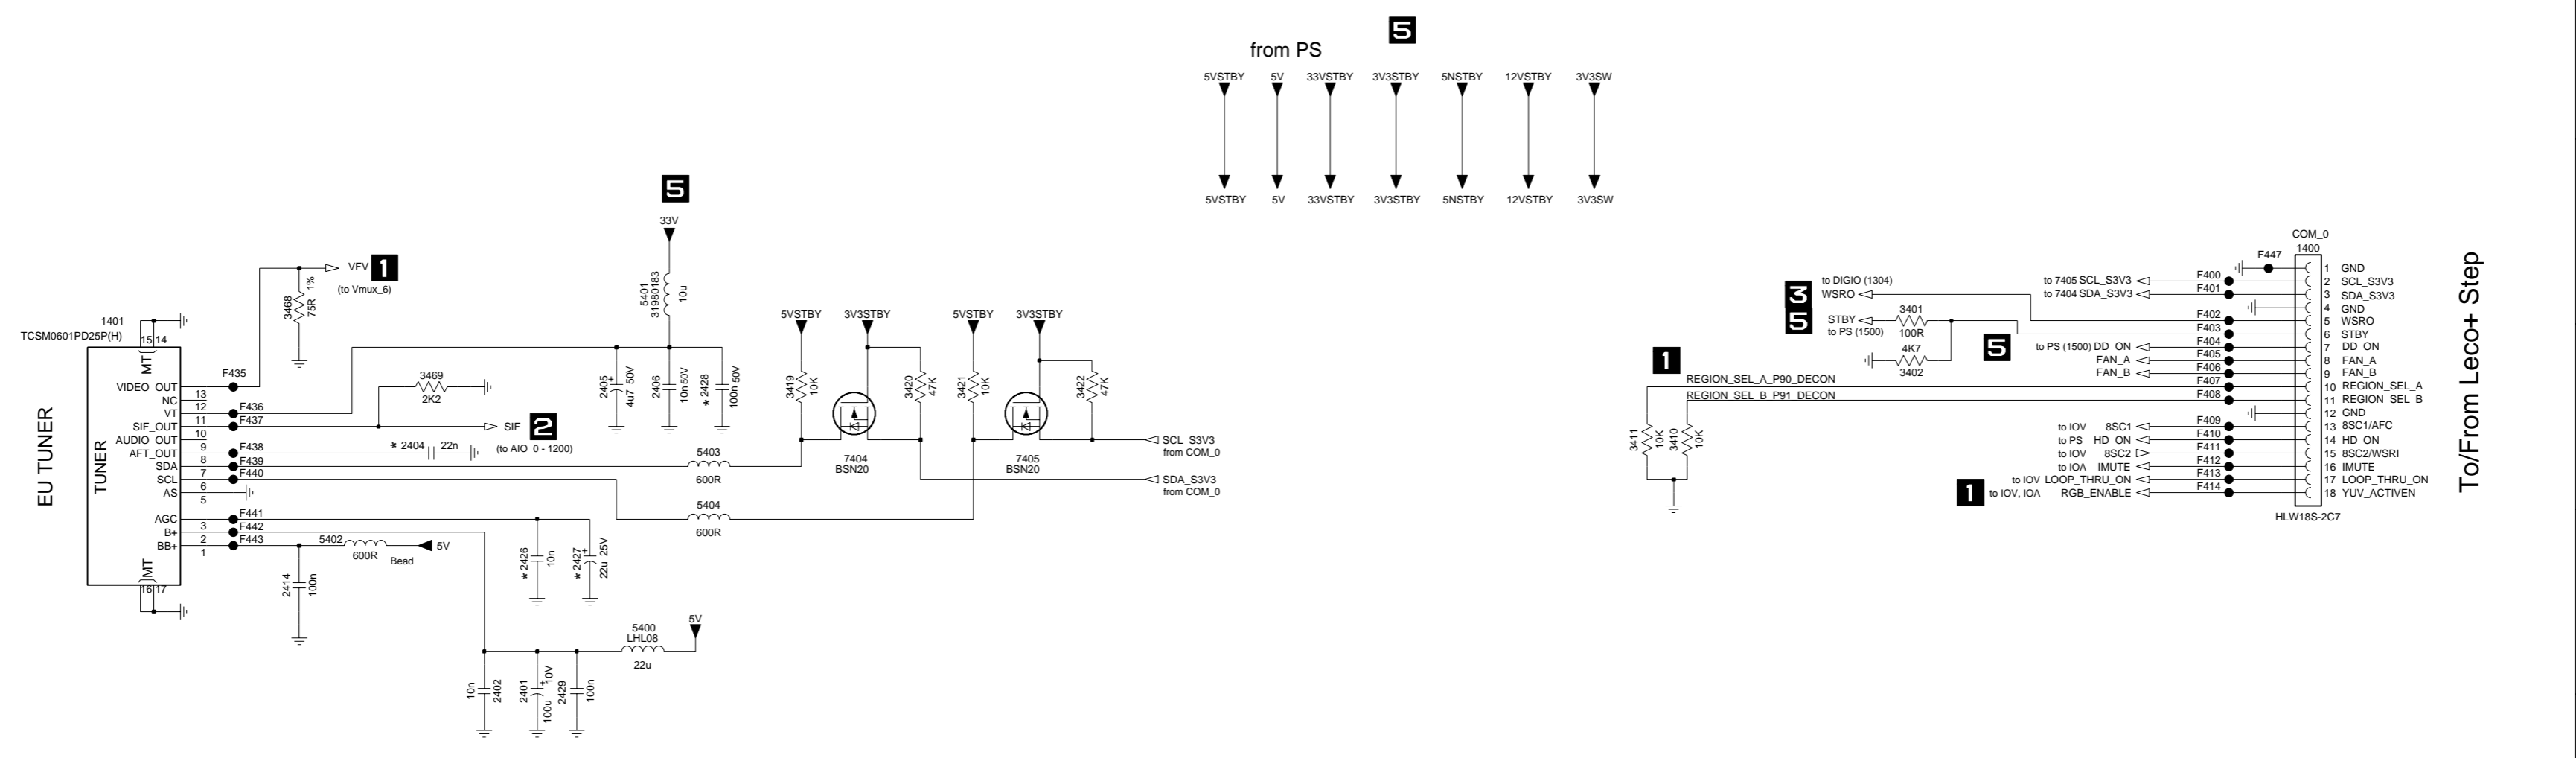 5
from PS
5VSTBY 5V 33VSTBY 3V3STBY 5NSTBY 12VSTBY 3V3SW
5VSTBY 5V 33VSTBY 3V3STBY 5NSTBY 12VSTBY 3V3SW
EU TUNER
1401
TCSM0601PD25P(H)
15 14
MT
TUNER
VIDEO_OUT
NC 13
VT 12
SIF_OUT 11
AUDIO_OUT 10
AFT_OUT 9
SDA 8
SCL 7
AS 6
5
AGC
B+ 3
BB+ 2
1
MT
16 17
F435
F436
F437
F438
F439
F440
F441
F442
F443
3468
75R 1%
VFV 1
(to Vmux_6)
3469
2K2
SIF 2
(to AIO_0 - 1200)
* 2404 22n
5402
600R
Bead
5V
2414
100n
5
33V
5401
31980183
10u
2405
+
4u7 50V
2406
10n 50V
* 2428
100n 50V
5403
600R
5404
600R
* 2426
10n
* 2427
+
22u 25V
5V
5400
LHL08
22u
10n
2402
2401
+
100u 10V
2429
100n
5VSTBY 3V3STBY 5VSTBY 3V3STBY
3419
10K
3420
47K
3421
10K
3422
47K
7404
BSN20
7405
BSN20
SCL_S3V3
from COM_0
SDA_S3V3
from COM_0
1
REGION_SEL_A_P90_DECON
REGION_SEL_B_P91_DECON
3411
10K
3410
10K
to DIGIO (1304)
3 WSRO
5 STBY
to PS (1500)
3401
100R
4K7
3402
5
COM_0
1400
F447 1 GND
to 7405 SCL_S3V3 F400 2 SCL_S3V3
to 7404 SDA_S3V3 F401 3 SDA_S3V3
4 GND
F402 5 WSRO
F403 6 STBY
to PS (1500) DD_ON F404 7 DD_ON
FAN_A F405 8 FAN_A
FAN_B F406 9 FAN_B
F407 10 REGION_SEL_A
F408 11 REGION_SEL_B
12 GND
to IOV 8SC1 F409 13 8SC1/AFC
to PS HD_ON F410 14 HD_ON
to IOV 8SC2 F411 15 8SC2/WSRI
to IOA IMUTE F412 16 IMUTE
to IOV LOOP_THRU_ON F413 17 LOOP_THRU_ON
1 to IOV, IOA RGB_ENABLE F414 18 YUV_ACTIVEN
HLW18S-2C7
To/From Leco+ Step